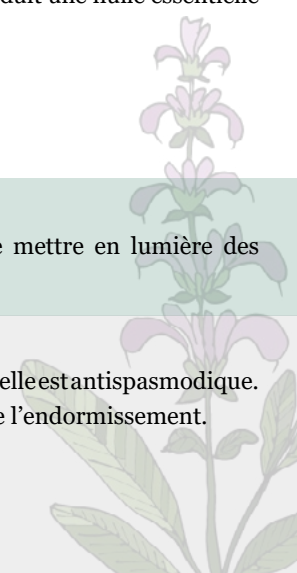 duit une huile essentielle
e mettre en lumière des
elle est antispasmodique.
e l’endormissement.